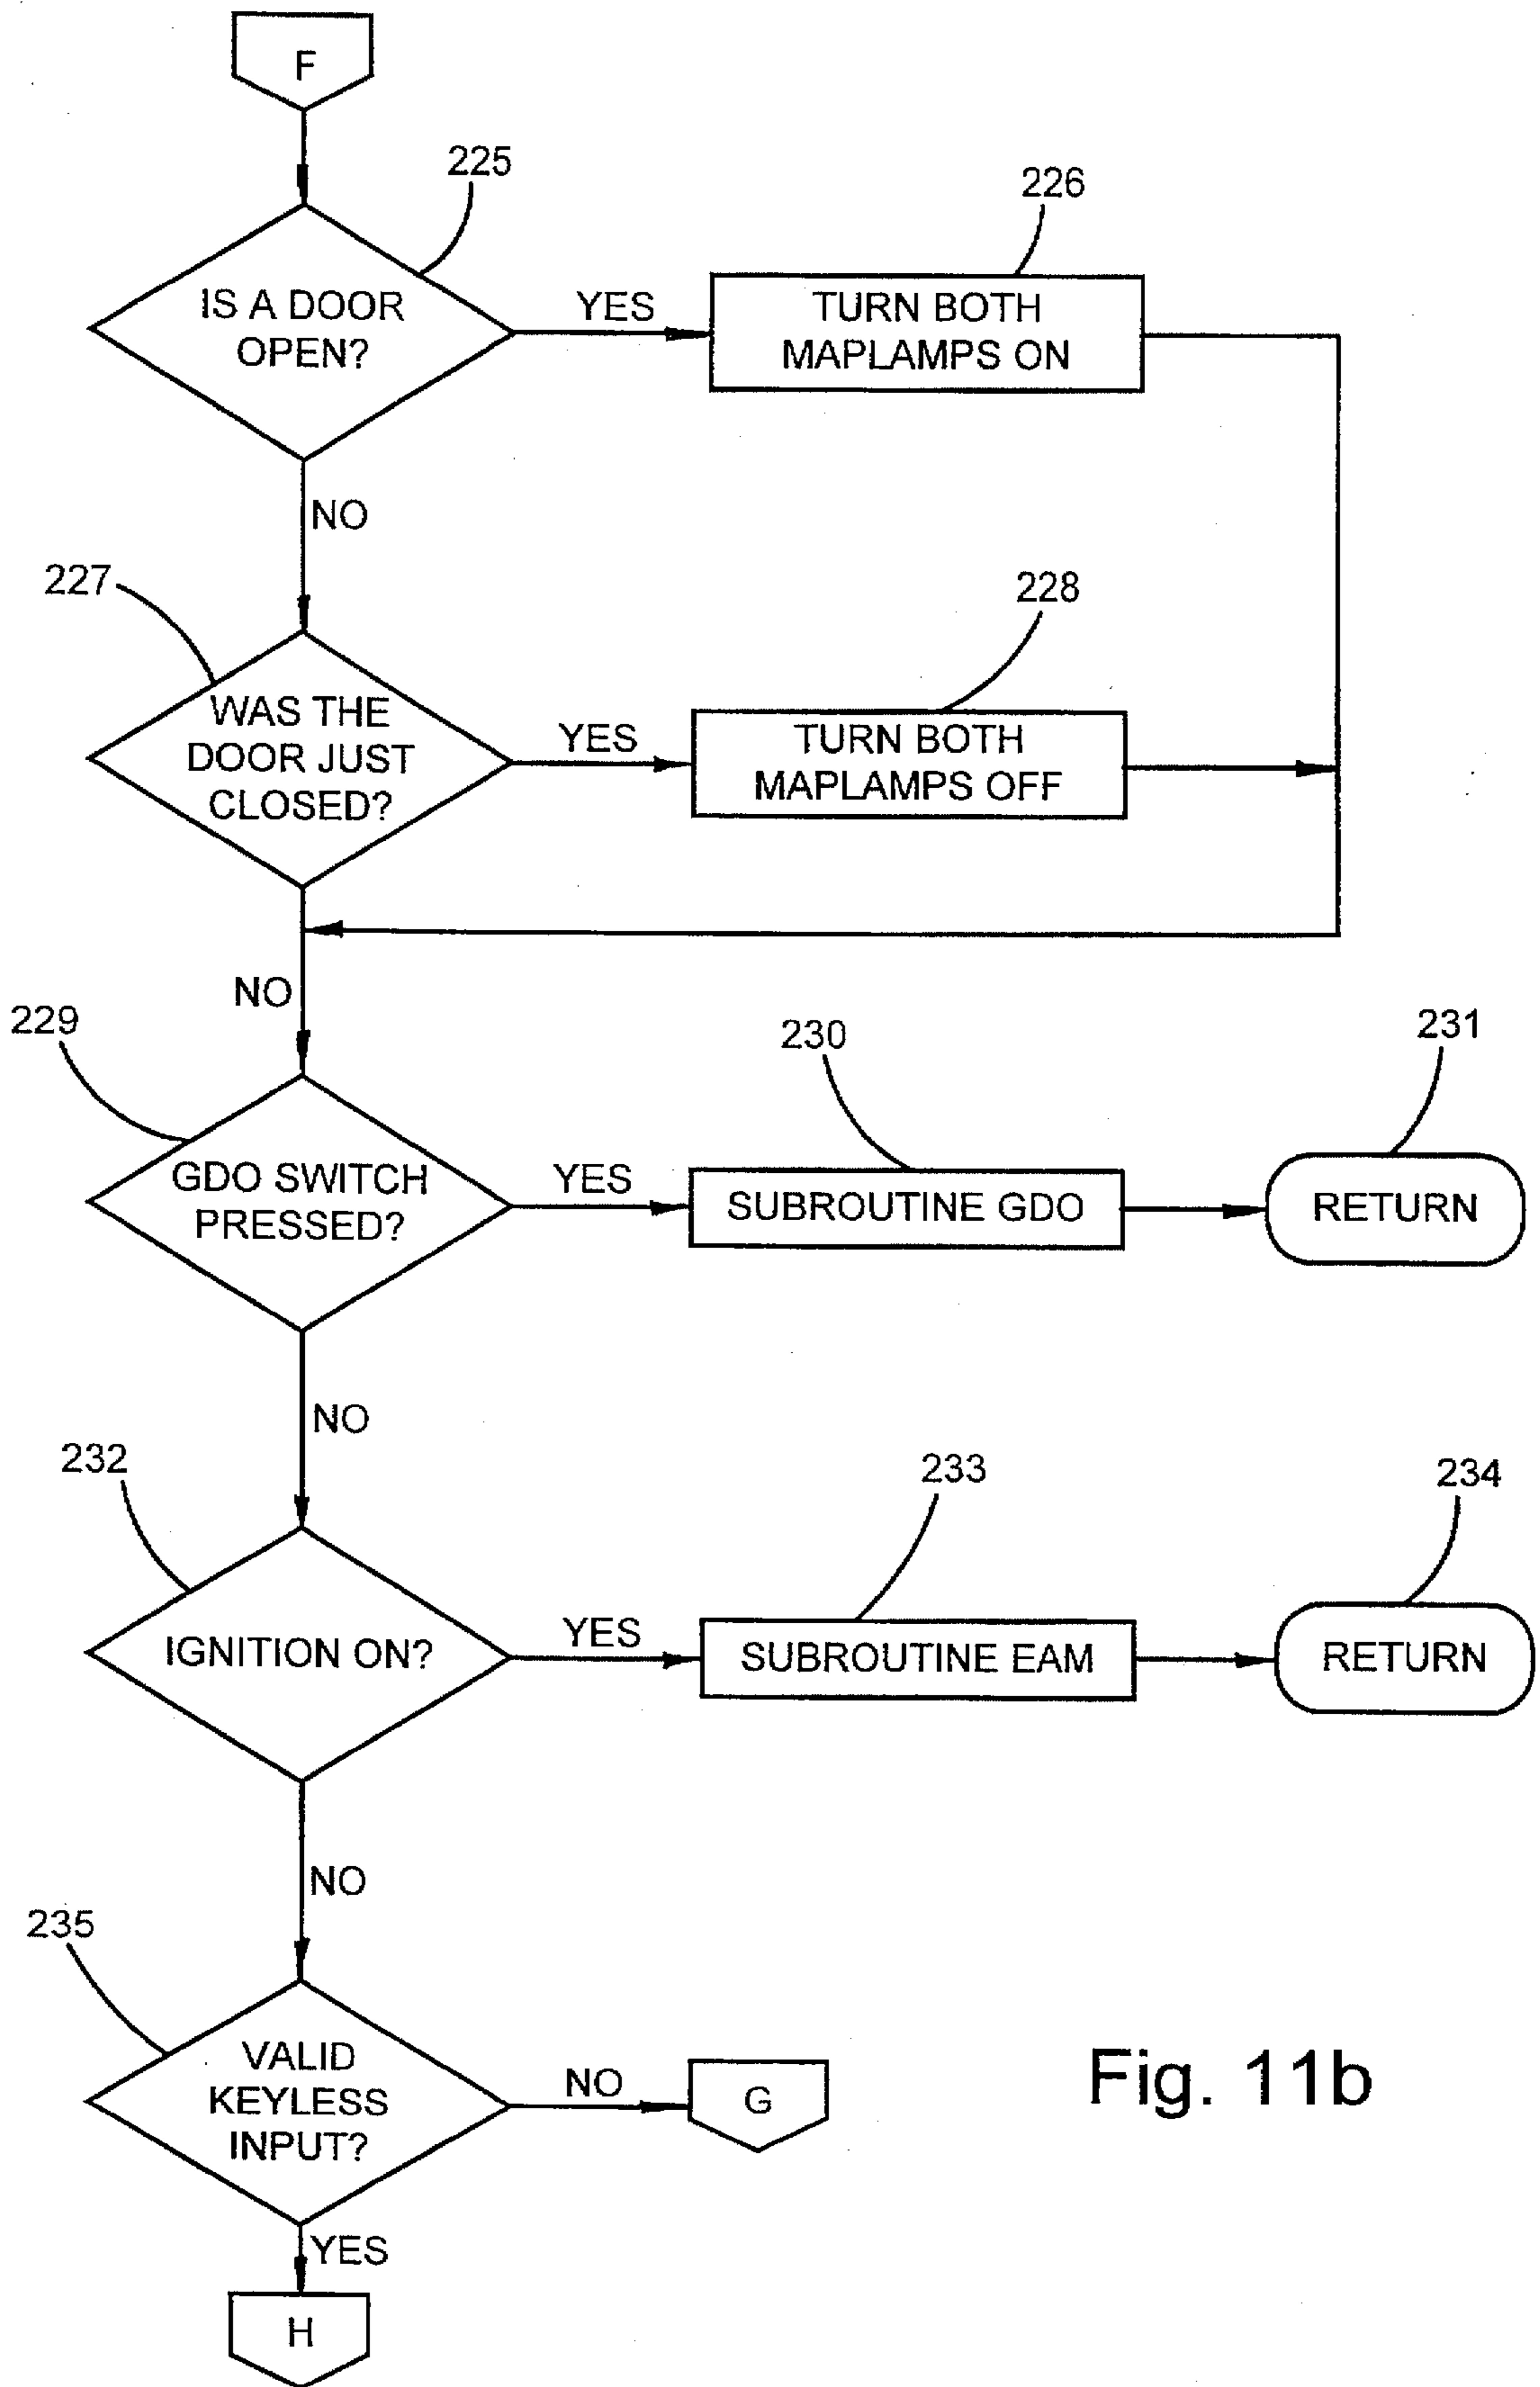 F
225
226
IS A DOOR
OPEN?
YES
TURN BOTH
MAPLAMPS ON
NO
227
228
WAS THE
DOOR JUST
CLOSED?
YES
TURN BOTH
MAPLAMPS OFF
NO
229
230
231
GDO SWITCH
PRESSED?
YES
SUBROUTINE GDO
RETURN
NO
232
233
234
IGNITION ON?
YES
SUBROUTINE EAM
RETURN
NO
235
VALID
KEYLESS
INPUT?
NO
G
YES
H
Fig. 11b